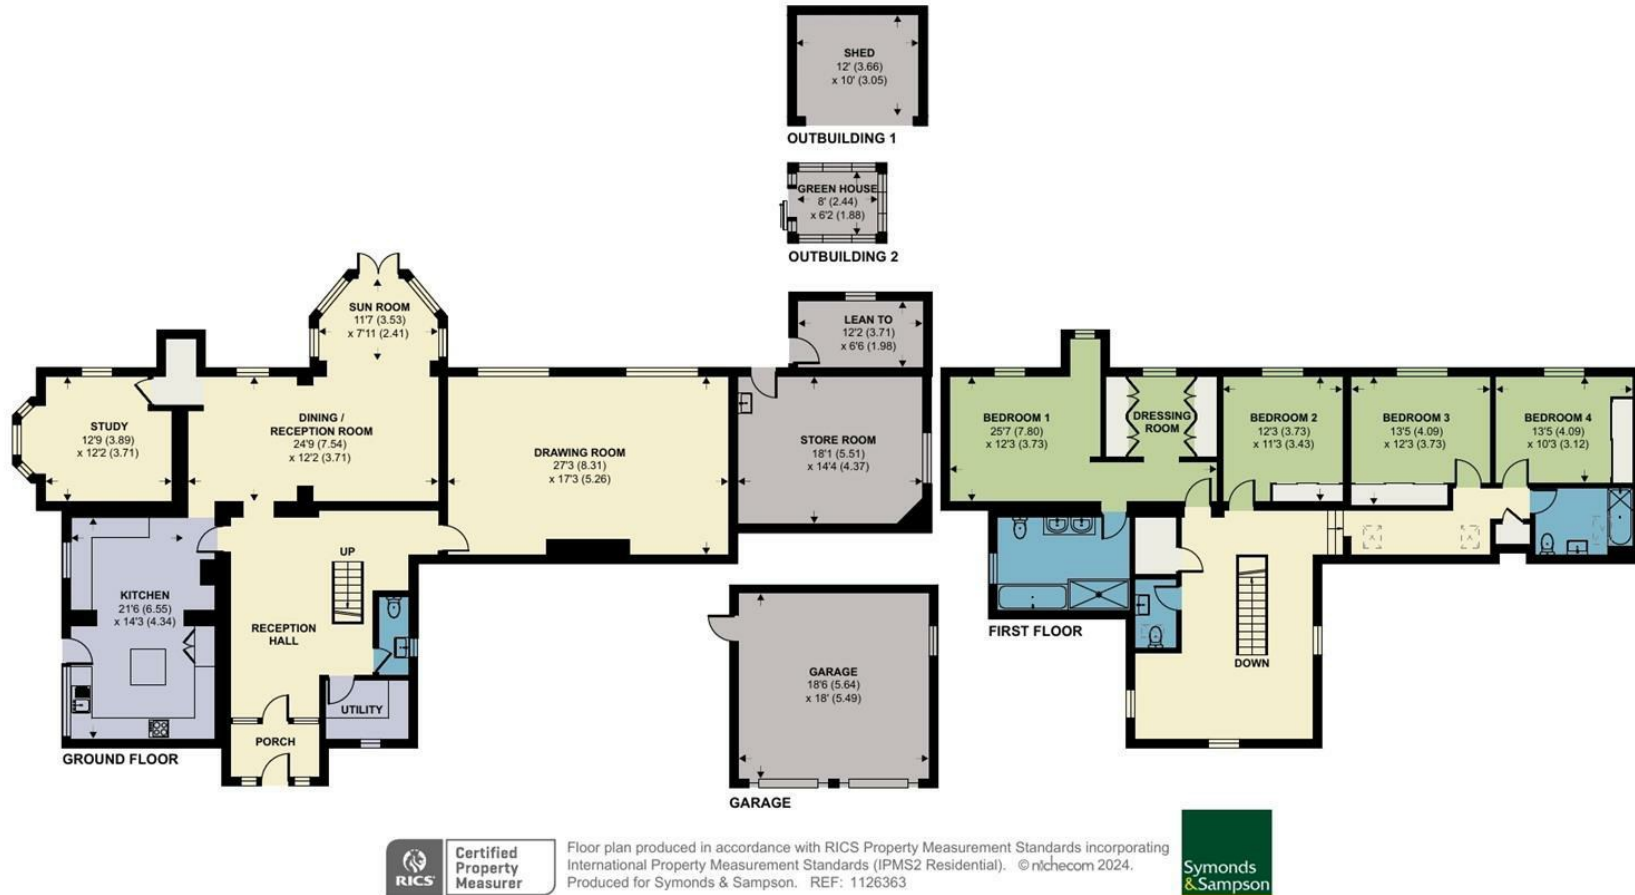 SHED
12' (3.66)
x 10' (3.05)
OUTBUILDING 1
GREEN HOUSE
8' (2.44)
x 6'2 (1.88)
OUTBUILDING 2
SUN ROOM
11'7 (3.53)
x 7'11 (2.41)
LEAN TO
12'2 (3.71)
x 6'6 (1.98)
STUDY
12'9 (3.89)
x 12'2 (3.71)
DINING /
RECEPTION ROOM
24'9 (7.54)
x 12'2 (3.71)
DRAWING ROOM
27'3 (8.31)
x 17'3 (5.26)
STORE ROOM
18'1 (5.51)
x 14'4 (4.37)
BEDROOM 1
25'7 (7.80)
x 12'3 (3.73)
DRESSING
ROOM
BEDROOM 2
12'3 (3.73)
x 11'3 (3.43)
BEDROOM 3
13'5 (4.09)
x 12'3 (3.73)
BEDROOM 4
13'5 (4.09)
x 10'3 (3.12)
KITCHEN
21'6 (6.55)
x 14'3 (4.34)
UP
RECEPTION
HALL
UTILITY
PORCH
GROUND FLOOR
GARAGE
18'6 (5.64)
x 18' (5.49)
GARAGE
FIRST FLOOR
DOWN
RICS
Certified
Property
Measurer
Floor plan produced in accordance with RICS Property Measurement Standards incorporating
International Property Measurement Standards (IPMS2 Residential). © nichecom 2024.
Produced for Symonds & Sampson. REF: 1126363
Symonds
&Sampson